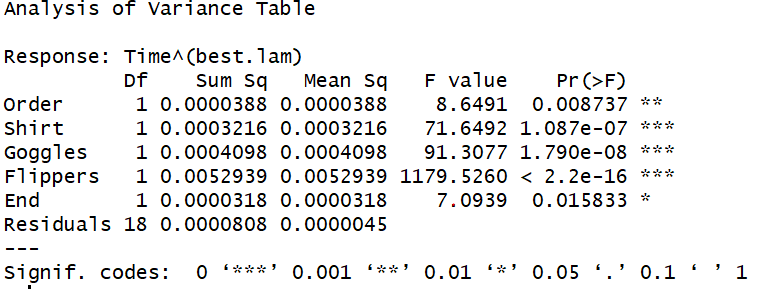 Analysis of Variance Table
Response: Time^(best.lam)
Df Sum Sq Mean Sq F value Pr(>F)
Order 1 0.0000388 0.0000388 8.6491 0.008737 **
Shirt 1 0.0003216 0.0003216 71.6492 1.087e-07 ***
Goggles 1 0.0004098 0.0004098 91.3077 1.790e-08 ***
Flippers 1 0.0052939 0.0052939 1179.5260 < 2.2e-16 ***
End 1 0.0000318 0.0000318 7.0939 0.015833 *
Residuals 18 0.0000808 0.0000045
---
Signif. codes: 0 ‘***’ 0.001 ‘**’ 0.01 ‘*’ 0.05 ‘.’ 0.1 ‘ ’ 1